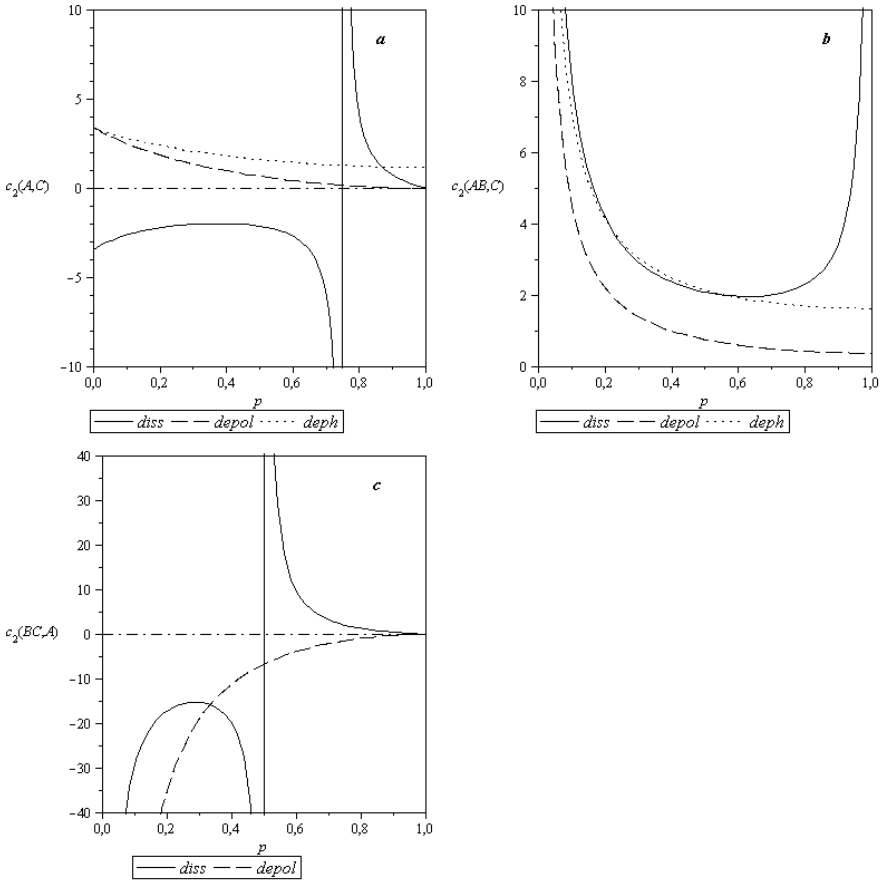 10
5
0
−5
−10
c2(A,C)
a
0,0 0,2 0,4 0,6 0,8 1,0
p
diss depol deph
10
8
6
4
2
0
c2(AB,C)
b
0,0 0,2 0,4 0,6 0,8 1,0
p
diss depol deph
40
30
20
10
0
−10
−20
−30
−40
c2(BC,A)
c
0,0 0,2 0,4 0,6 0,8 1,0
p
diss depol